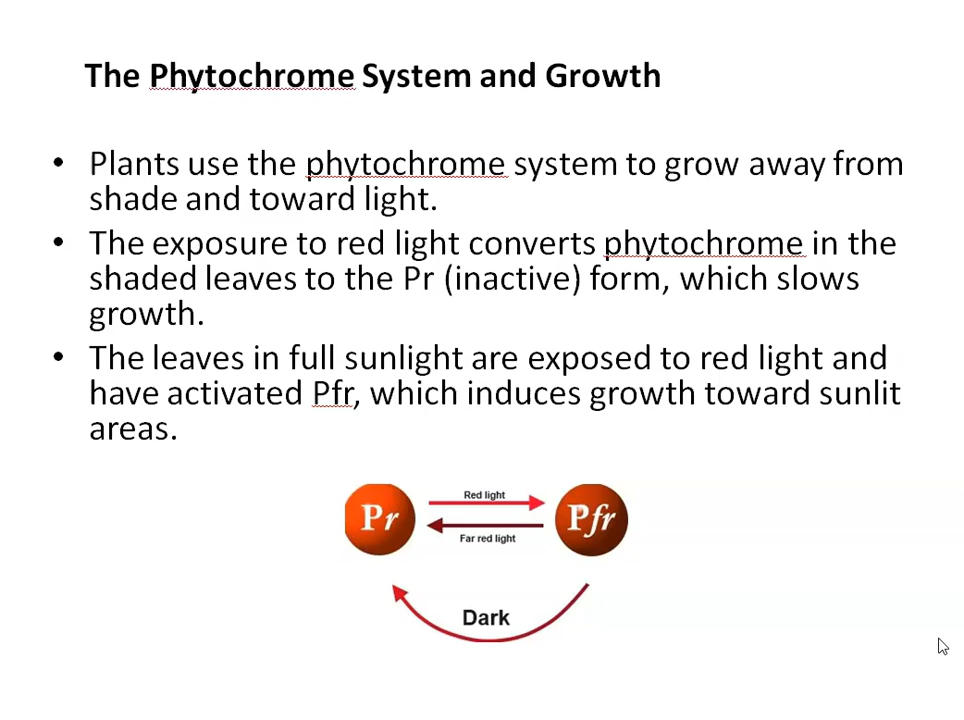 The Phytochrome System and Growth
• Plants use the phytochrome system to grow away from
shade and toward light.
• The exposure to red light converts phytochrome in the
shaded leaves to the Pr (inactive) form, which slows
growth.
• The leaves in full sunlight are exposed to red light and
have activated Pfr, which induces growth toward sunlit
areas.
Red light
Pr
Pfr
Far red light
Dark